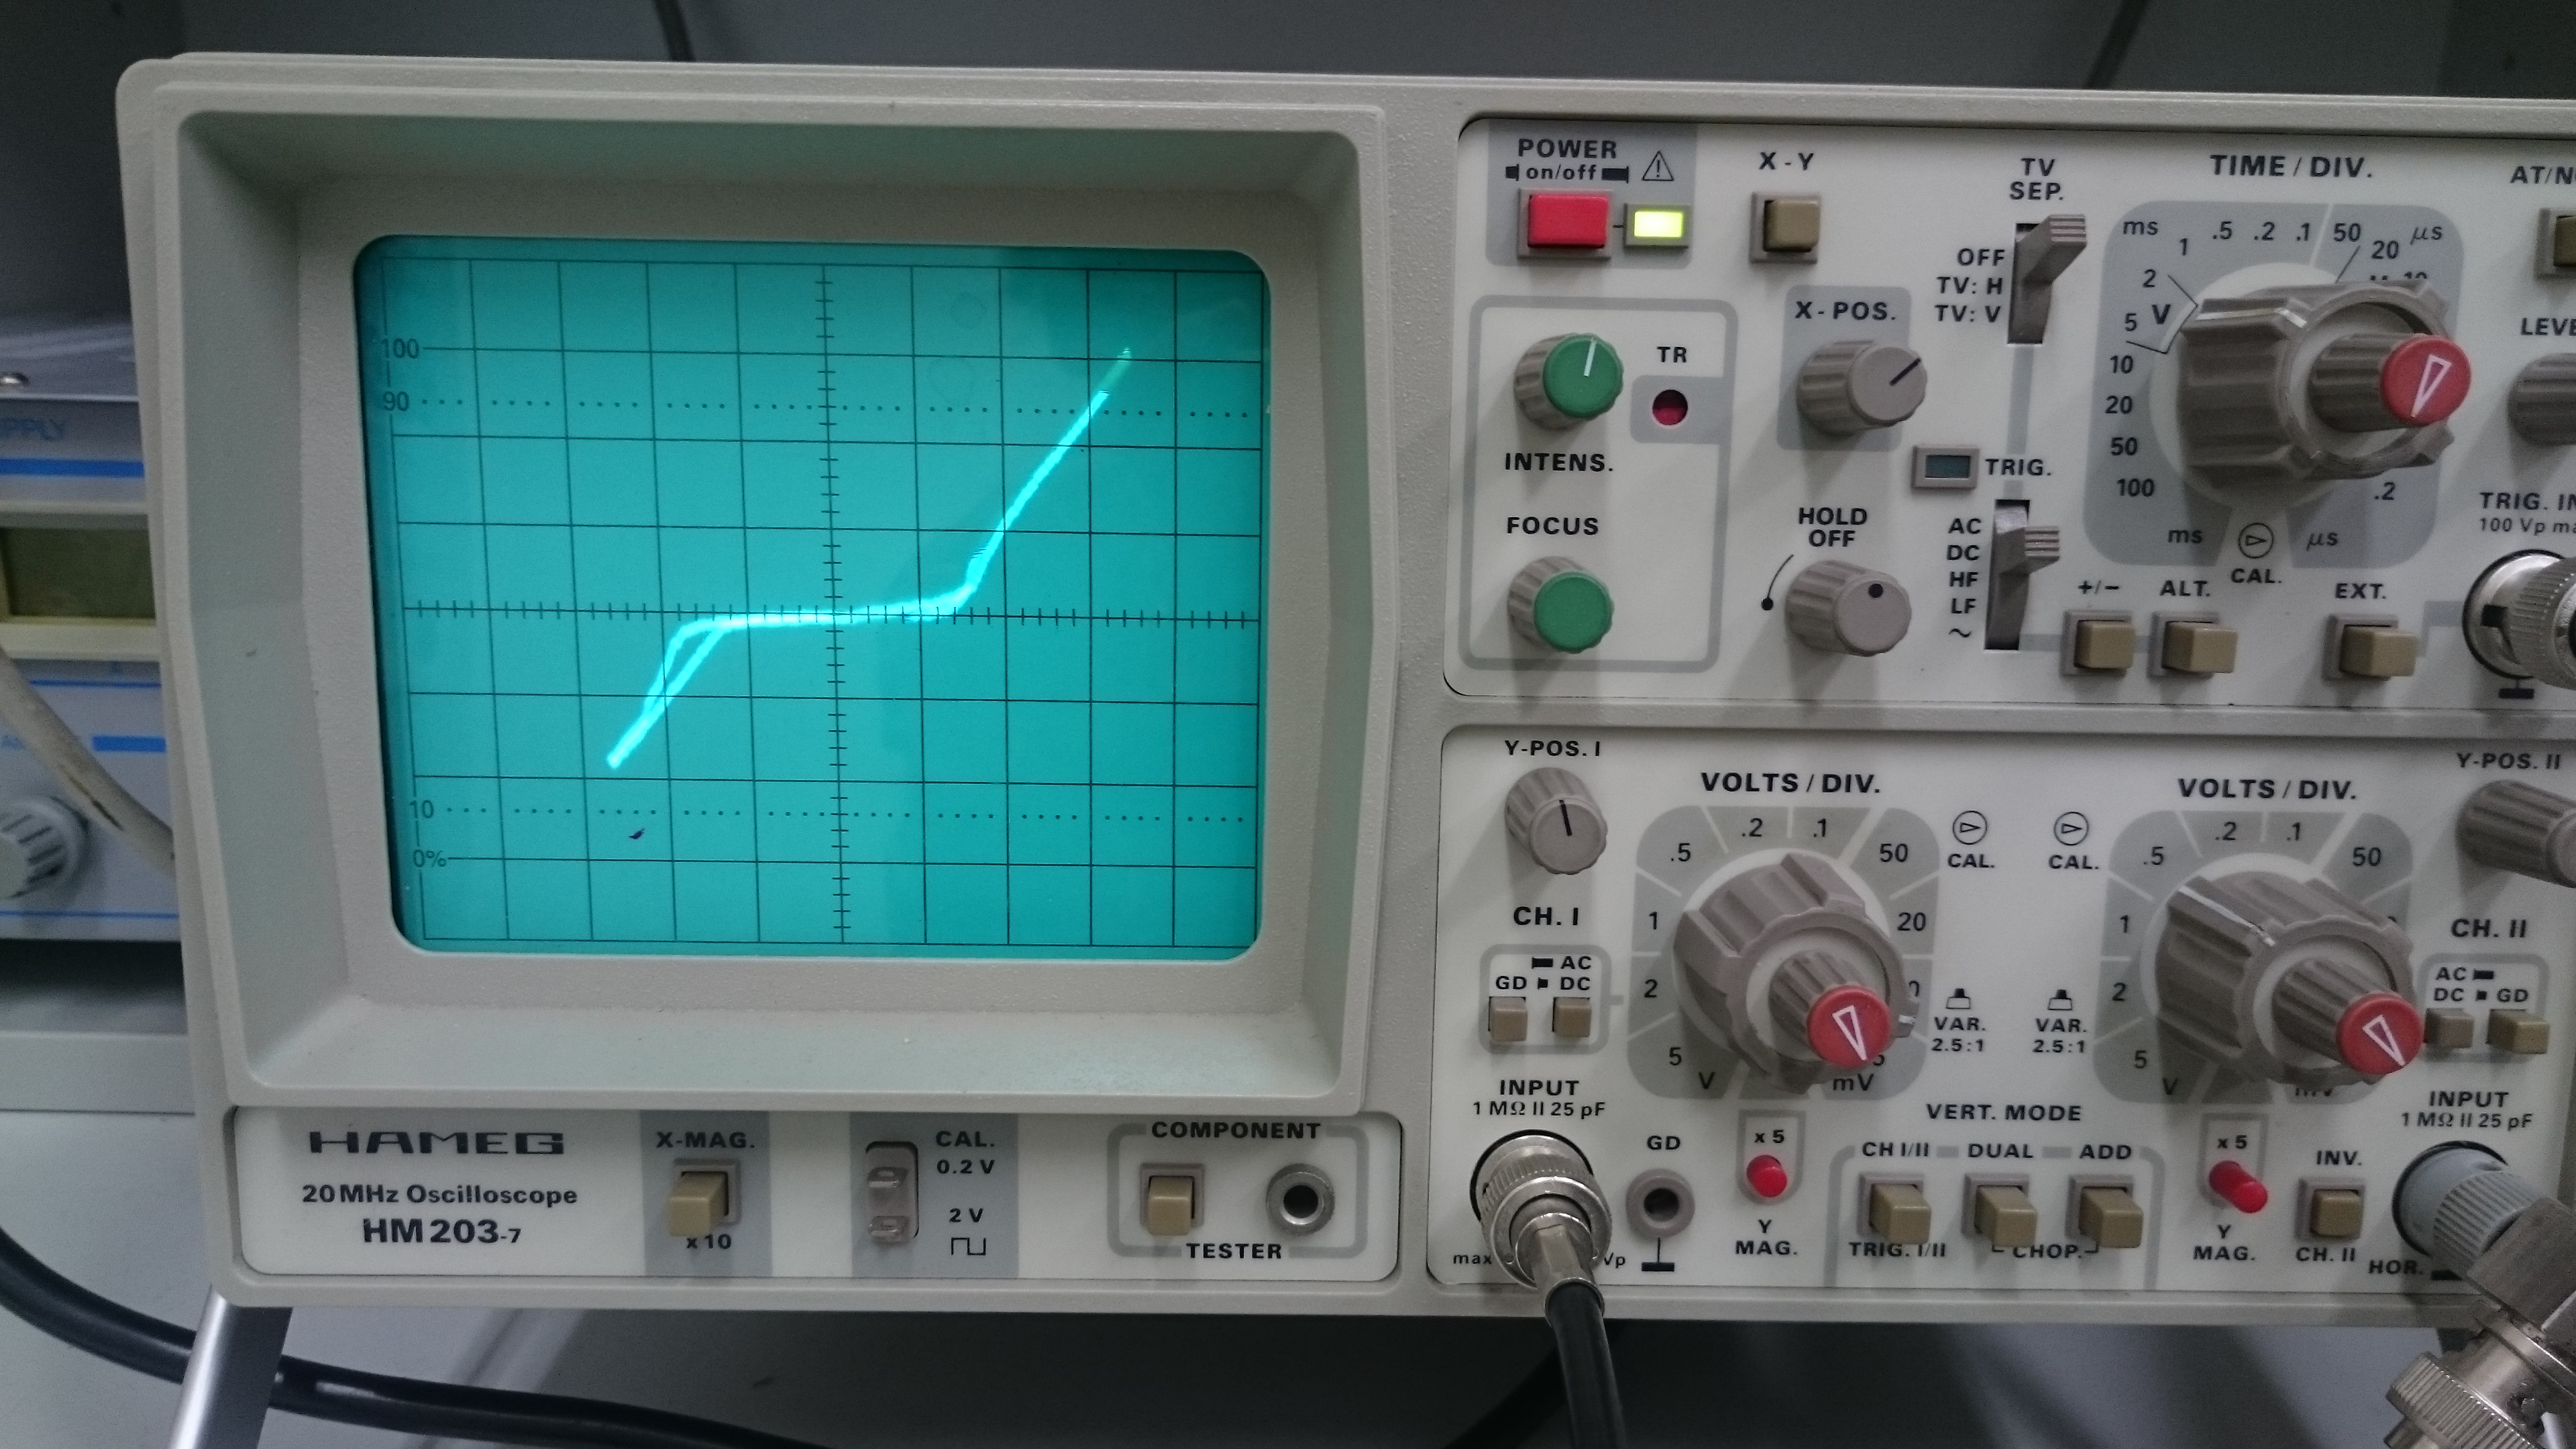 POWER
on/off
X-Y
TV
SEP.
OFF
TV: H
TV: V
TIME/DIV.
ms
1
.5
.2
.1
50
20
µs
2
5
V
10
20
50
100
ms
.2
µs
CAL.
X-POS.
TR
INTENS.
FOCUS
HOLD
OFF
TRIG.
AC
DC
HF
LF
~
+/-
ALT.
EXT.
100 Vp
100
90
10
0%
Y-POS. I
VOLTS/DIV.
.5
.2
.1
50
1
20
2
5
V
5
mV
CAL.
CAL.
CH. I
AC
GD
DC
VAR.
2.5:1
VAR.
2.5:1
INPUT
1 MΩ II 25 pF
max
Vp
GD
x 5
Y
MAG.
VERT. MODE
CH I/II
DUAL
ADD
TRIG. I/II
CHOP.
Y-POS. II
VOLTS/DIV.
.5
.2
.1
50
1
2
5
V
CH. II
AC
DC
GD
x 5
Y
MAG.
INV.
CH. II
INPUT
1 MΩ II 25 pF
HOR.
HAMEG
20 MHz Oscilloscope
HM 203-7
X-MAG.
x 10
CAL.
0.2 V
2 V
COMPONENT
TESTER